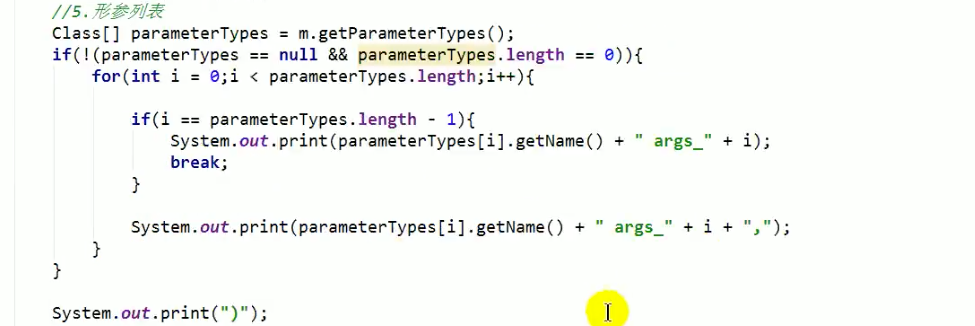 //5.形参列表
Class[] parameterTypes = m.getParameterTypes();
if(!(parameterTypes == null && parameterTypes.length == 0)){
for(int i = 0;i < parameterTypes.length;i++){
if(i == parameterTypes.length - 1){
System.out.print(parameterTypes[i].getName() + " args_" + i);
break;
}
System.out.print(parameterTypes[i].getName() + " args_" + i + ",");
}
}
System.out.print(")");